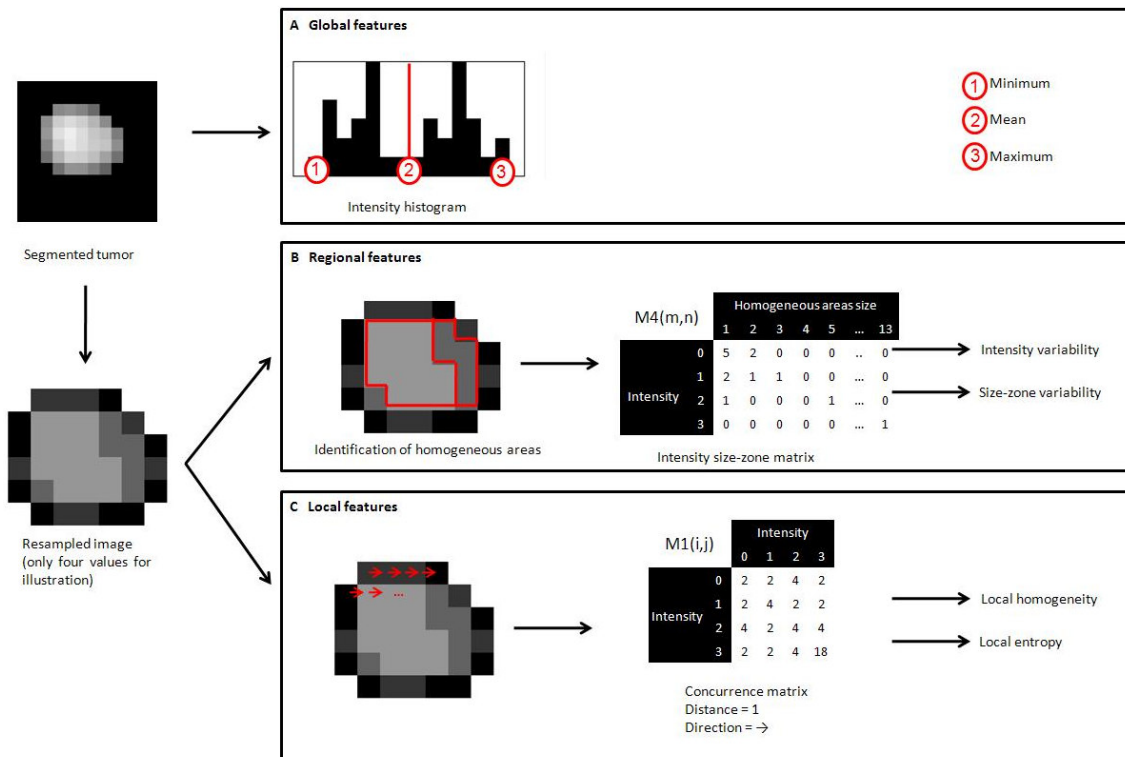 A Global features
1
2
3
Intensity histogram
1 Minimum
2 Mean
3 Maximum
Segmented tumor
B Regional features
Identification of homogeneous areas
M4(m,n)
Homogeneous areas size
1 2 3 4 5 ... 13
Intensity
0 5 2 0 0 0 .. 0
1 2 1 1 0 0 ... 0
2 1 0 0 0 1 ... 0
3 0 0 0 0 0 ... 1
Intensity size-zone matrix
Intensity variability
Size-zone variability
Resampled image
(only four values for
illustration)
C Local features
...
M1(i,j)
Intensity
0 1 2 3
Intensity
0 2 2 4 2
1 2 4 2 2
2 4 2 4 4
3 2 2 4 18
Concurrence matrix
Distance = 1
Direction = →
Local homogeneity
Local entropy